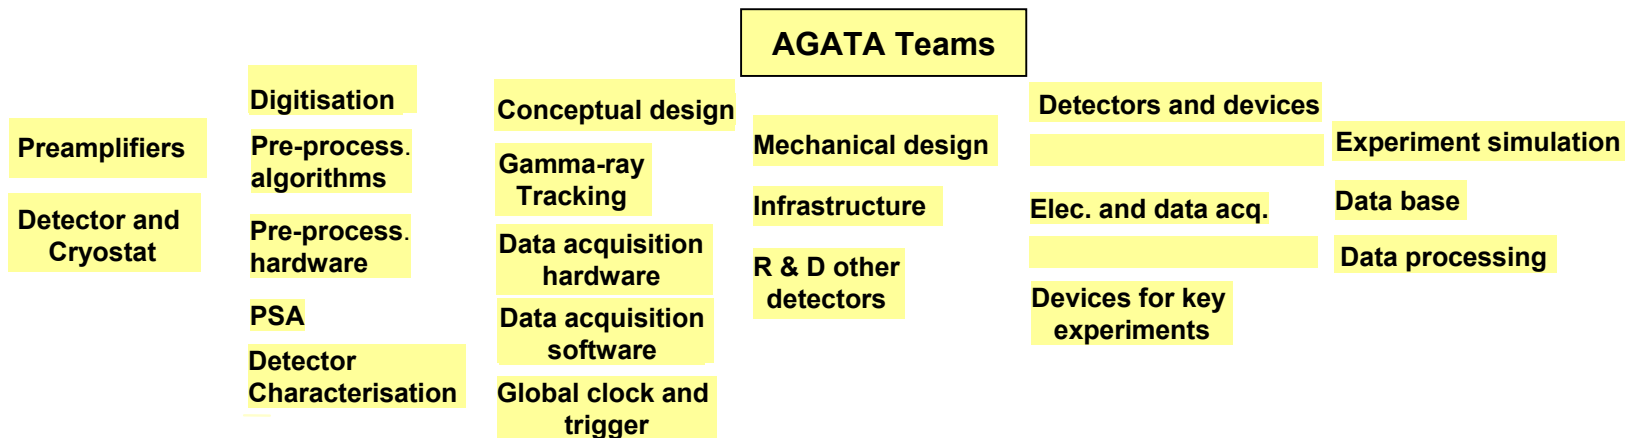 AGATA Teams
Preamplifiers
Detector and
Cryostat
Digitisation
Pre-process.
algorithms
Pre-process.
hardware
PSA
Detector
Characterisation
Conceptual design
Gamma-ray
Tracking
Data acquisition
hardware
Data acquisition
software
Global clock and
trigger
Mechanical design
Infrastructure
R & D other
detectors
Detectors and devices
Elec. and data acq.
Devices for key
experiments
Experiment simulation
Data base
Data processing